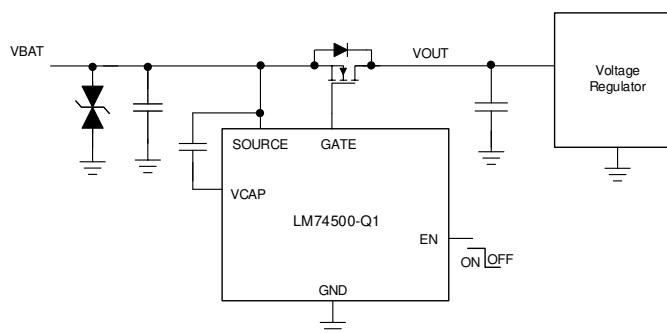 VBAT
VOUT
Voltage
Regulator
SOURCE
GATE
VCAP
LM74500-Q1
EN
ON
OFF
GND